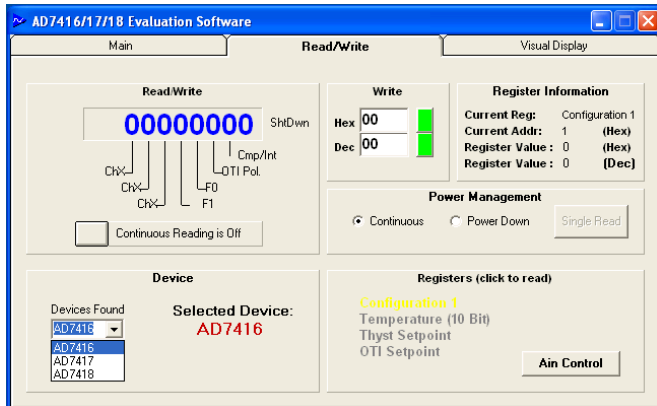 AD7416/17/18 Evaluation Software
Main Read/Write Visual Display
Read/Write
00000000 ShtDwn
Cmp/Int
ChX OTI Pol.
ChX F0
ChX F1
Continuous Reading is Off
Write
Hex 00
Dec 00
Register Information
Current Reg: Configuration 1
Current Addr: 1 (Hex)
Register Value : 0 (Hex)
Register Value : 0 (Dec)
Power Management
Continuous Power Down Single Read
Device
Devices Found
AD7416
AD7416
AD7417
AD7418
Selected Device:
AD7416
Registers (click to read)
Configuration 1
Temperature (10 Bit)
Thyst Setpoint
OTI Setpoint
Ain Control